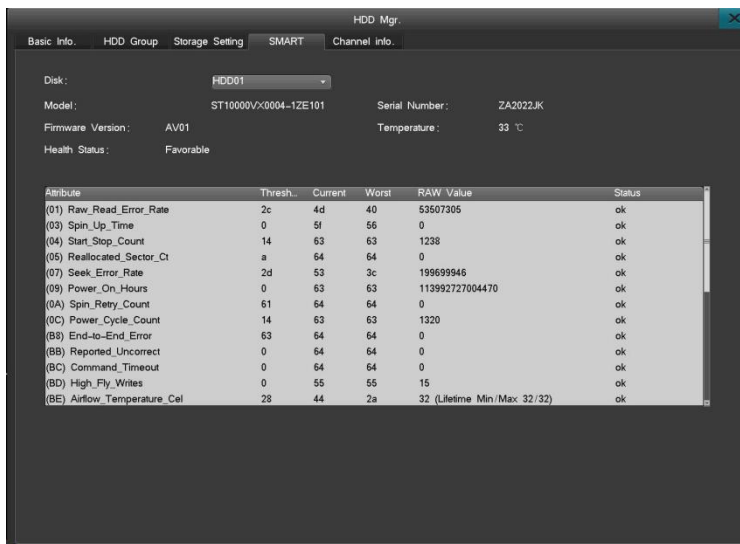 HDD Mgr.
Basic Info. HDD Group Storage Setting SMART Channel info.
Disk: HDD01
Model: ST10000VX0004-1ZE101 Serial Number: ZA2022JK
Firmware Version: AV01 Temperature: 33 ℃
Health Status: Favorable
Attribute Thresh... Current Worst RAW Value Status
(01) Raw_Read_Error_Rate 2c 4d 40 53507305 ok
(03) Spin_Up_Time 0 5f 56 0 ok
(04) Start_Stop_Count 14 63 63 1238 ok
(05) Reallocated_Sector_Ct a 64 64 0 ok
(07) Seek_Error_Rate 2d 53 3c 199699946 ok
(09) Power_On_Hours 0 63 63 113992727004470 ok
(0A) Spin_Retry_Count 61 64 64 0 ok
(0C) Power_Cycle_Count 14 63 63 1320 ok
(B8) End-to-End_Error 63 64 64 0 ok
(BB) Reported_Uncorrect 0 64 64 0 ok
(BC) Command_Timeout 0 64 64 0 ok
(BD) High_Fly_Writes 0 55 55 15 ok
(BE) Airflow_Temperature_Cel 28 44 2a 32 (Lifetime Min/Max 32/32) ok